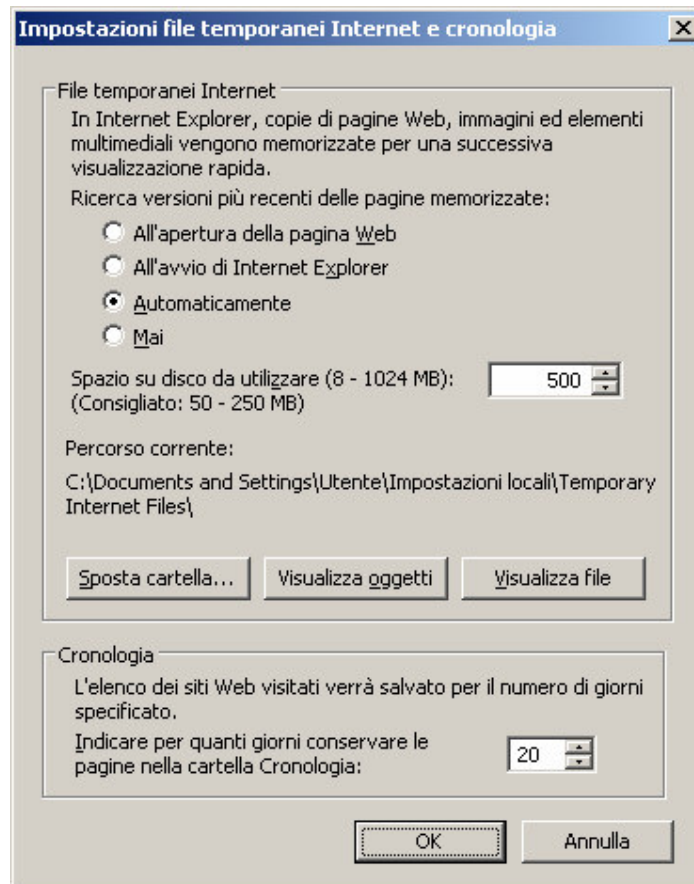 Impostazioni file temporanei Internet e cronologia
File temporanei Internet
In Internet Explorer, copie di pagine Web, immagini ed elementi
multimediali vengono memorizzate per una successiva
visualizzazione rapida.
Ricerca versioni più recenti delle pagine memorizzate:
All'apertura della pagina Web
All'avvio di Internet Explorer
Automaticamente
Mai
Spazio su disco da utilizzare (8 - 1024 MB): 500
(Consigliato: 50 - 250 MB)
Percorso corrente:
C:\Documents and Settings\Utente\Impostazioni locali\Temporary
Internet Files\
Sposta cartella... Visualizza oggetti Visualizza file
Cronologia
L'elenco dei siti Web visitati verrà salvato per il numero di giorni
specificato.
Indicare per quanti giorni conservare le
pagine nella cartella Cronologia: 20
OK Annulla